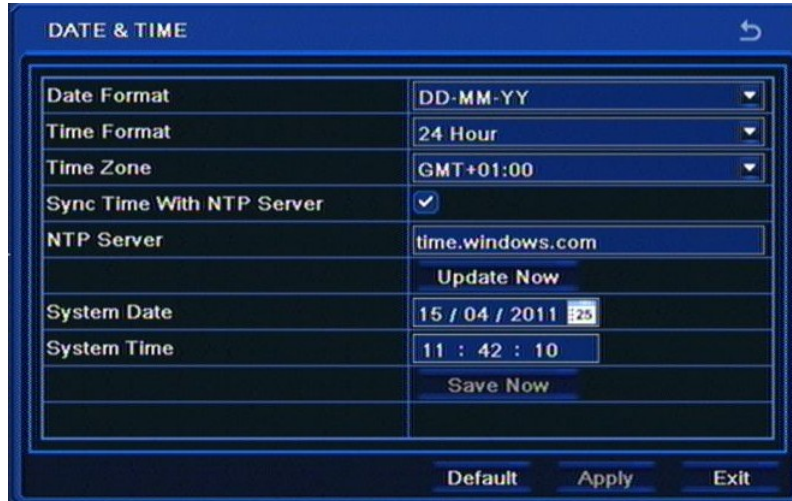 DATE & TIME
Date Format DD-MM-YY
Time Format 24 Hour
Time Zone GMT+01:00
Sync Time With NTP Server
NTP Server time.windows.com
Update Now
System Date 15 / 04 / 2011 25
System Time 11 : 42 : 10
Save Now
Default Apply Exit